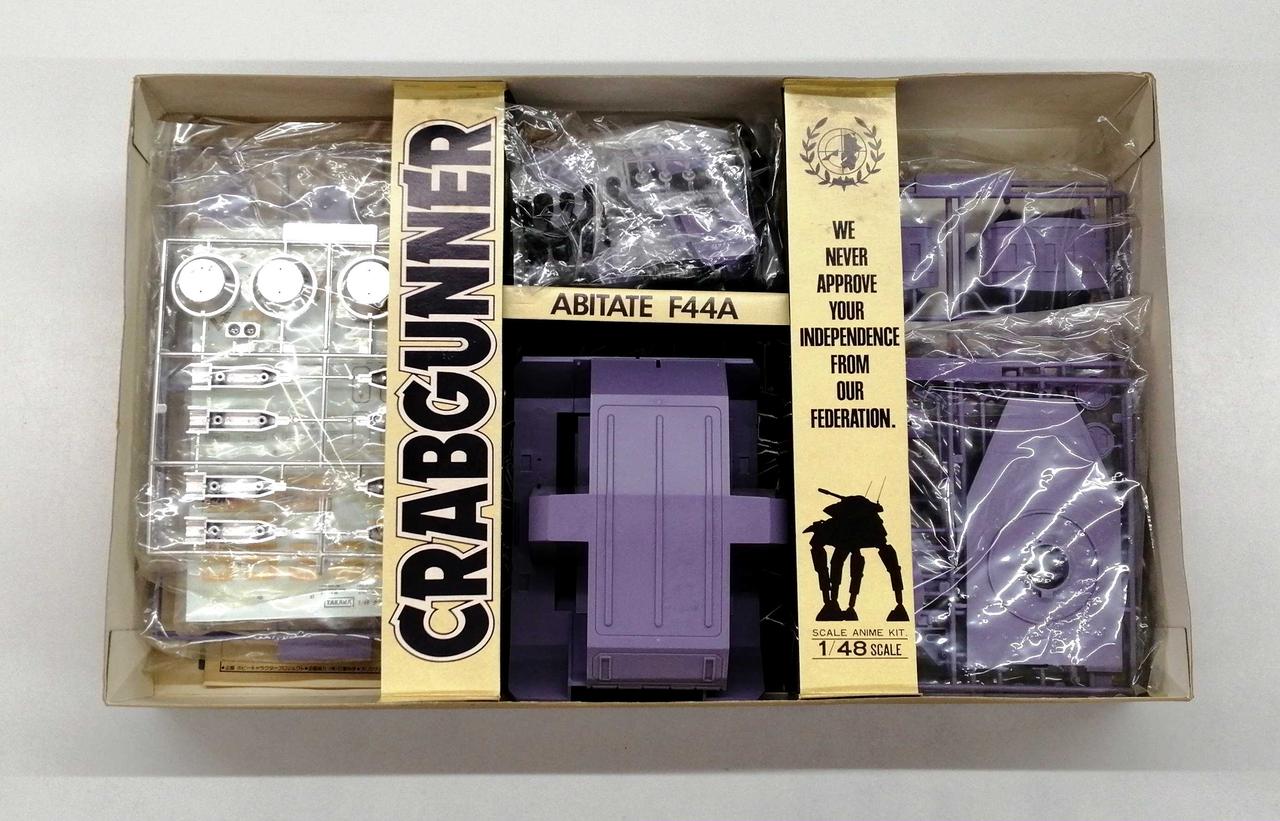 CRABGUNNER
ABITATE F44A
WE
NEVER
APPROVE
YOUR
INDEPENDENCE
FROM
OUR
FEDERATION.
SCALE ANIME KIT.
1/48 SCALE
TAKARA